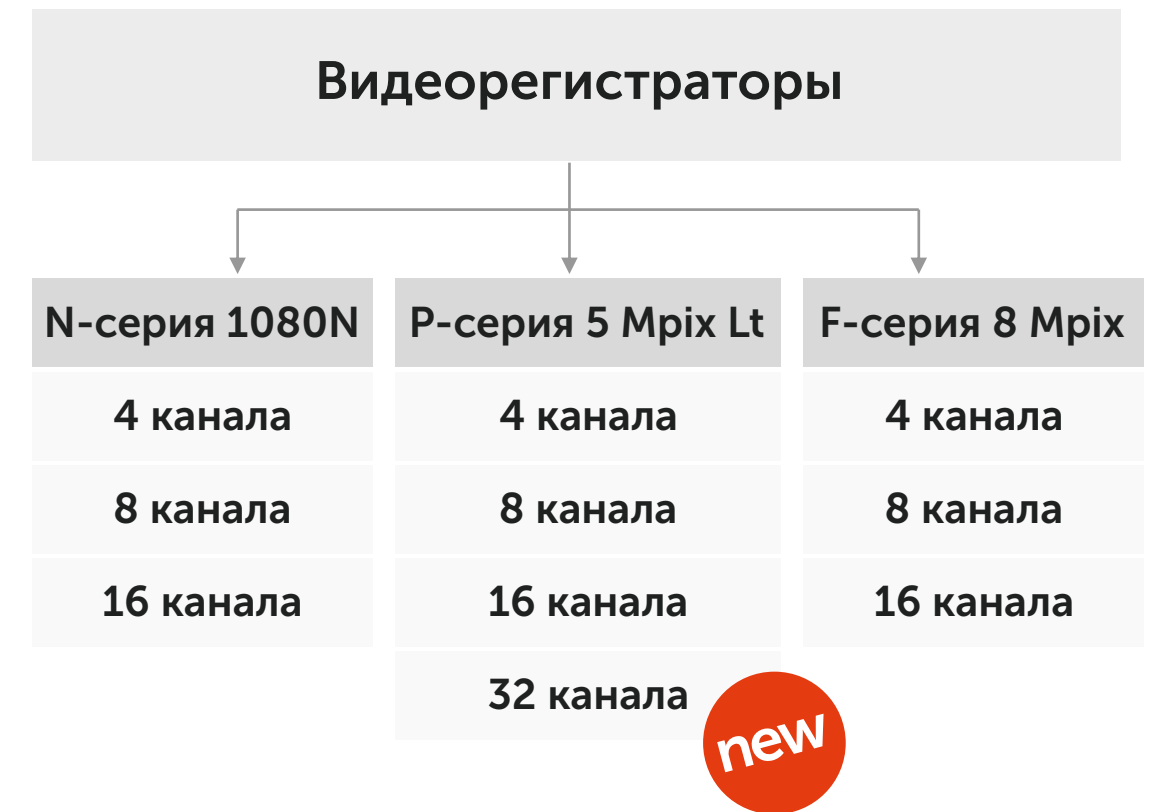 Видеорегистраторы
N-серия 1080N
P-серия 5 Mpix Lt
F-серия 8 Mpix
4 канала
4 канала
4 канала
8 канала
8 канала
8 канала
16 канала
16 канала
16 канала
32 канала
new